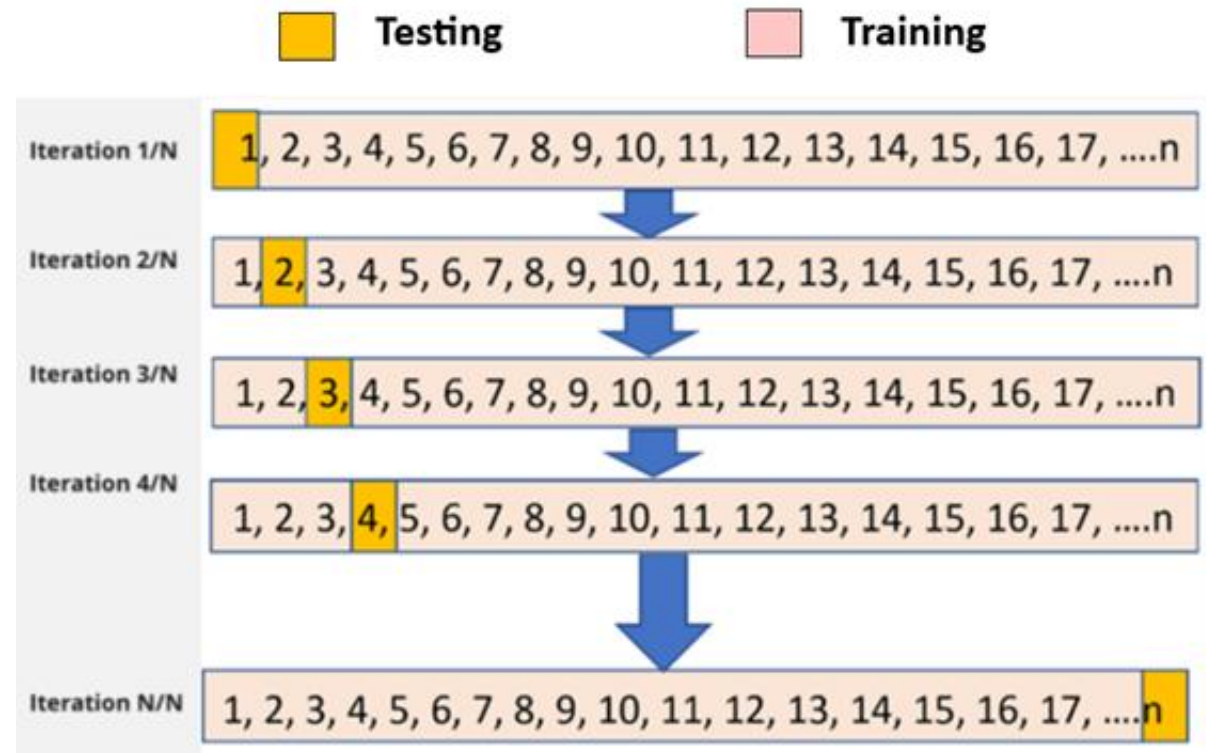 Testing Training
Iteration 1/N 1, 2, 3, 4, 5, 6, 7, 8, 9, 10, 11, 12, 13, 14, 15, 16, 17, ....n
Iteration 2/N 1, 2, 3, 4, 5, 6, 7, 8, 9, 10, 11, 12, 13, 14, 15, 16, 17, ....n
Iteration 3/N 1, 2, 3, 4, 5, 6, 7, 8, 9, 10, 11, 12, 13, 14, 15, 16, 17, ....n
Iteration 4/N 1, 2, 3, 4, 5, 6, 7, 8, 9, 10, 11, 12, 13, 14, 15, 16, 17, ....n
Iteration N/N 1, 2, 3, 4, 5, 6, 7, 8, 9, 10, 11, 12, 13, 14, 15, 16, 17, ....n